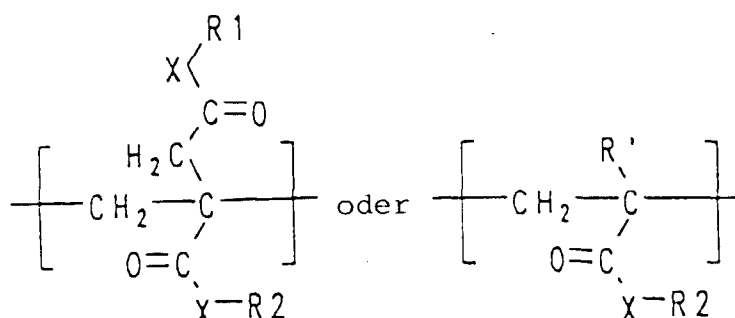 R1
X
C=O
H2C R'
CH2 C oder CH2 C
O=C O=C
X-R2 X-R2